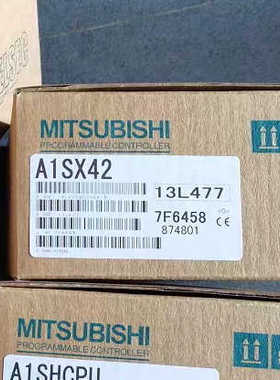 MITSUBISHI
PROGRAMMABLE CONTROLLER
A1SX42
13L477
7F6458 CE
874801
MITSUBISHI
PROGRAMMABLE CONTROLLER
A1SHCPU